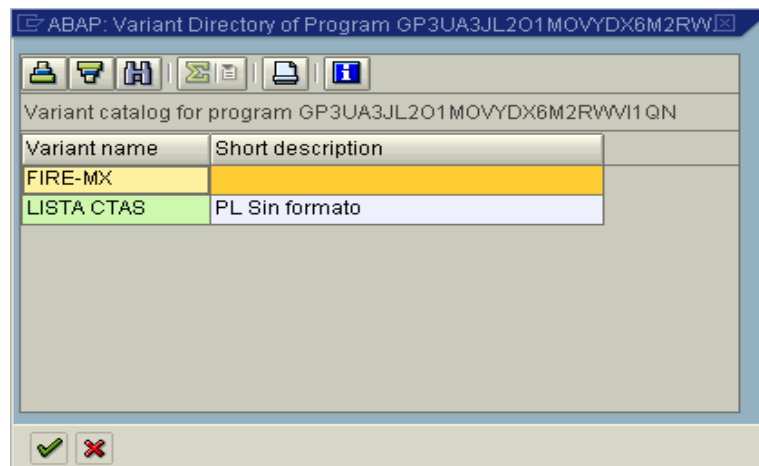 ABAP: Variant Directory of Program GP3UA3JL2O1MOVYDX6M2RW
Variant catalog for program GP3UA3JL2O1MOVYDX6M2RWVI1QN
Variant name Short description
FIRE-MX
LISTA CTAS PL Sin formato